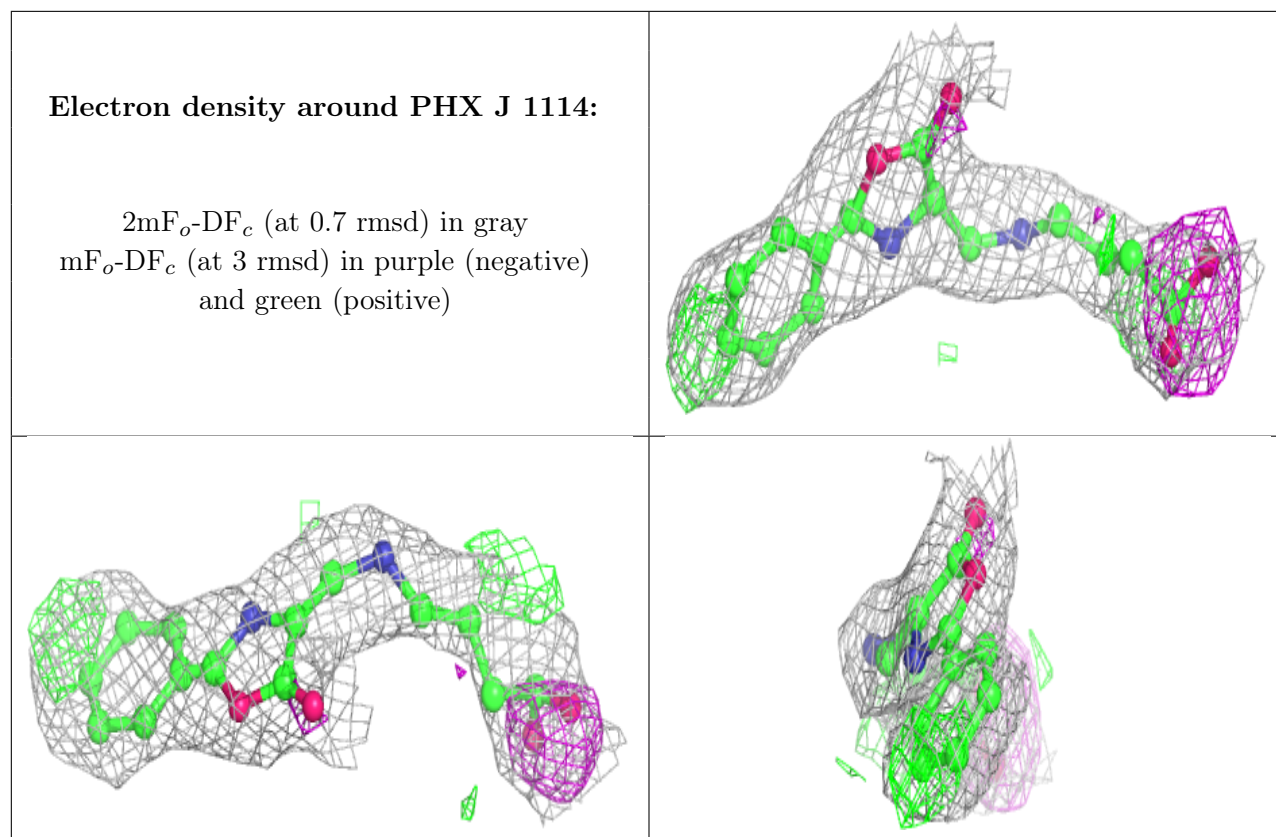 Electron density around PHX J 1114:
2mFo-DFc (at 0.7 rmsd) in gray
mFo-DFc (at 3 rmsd) in purple (negative)
and green (positive)